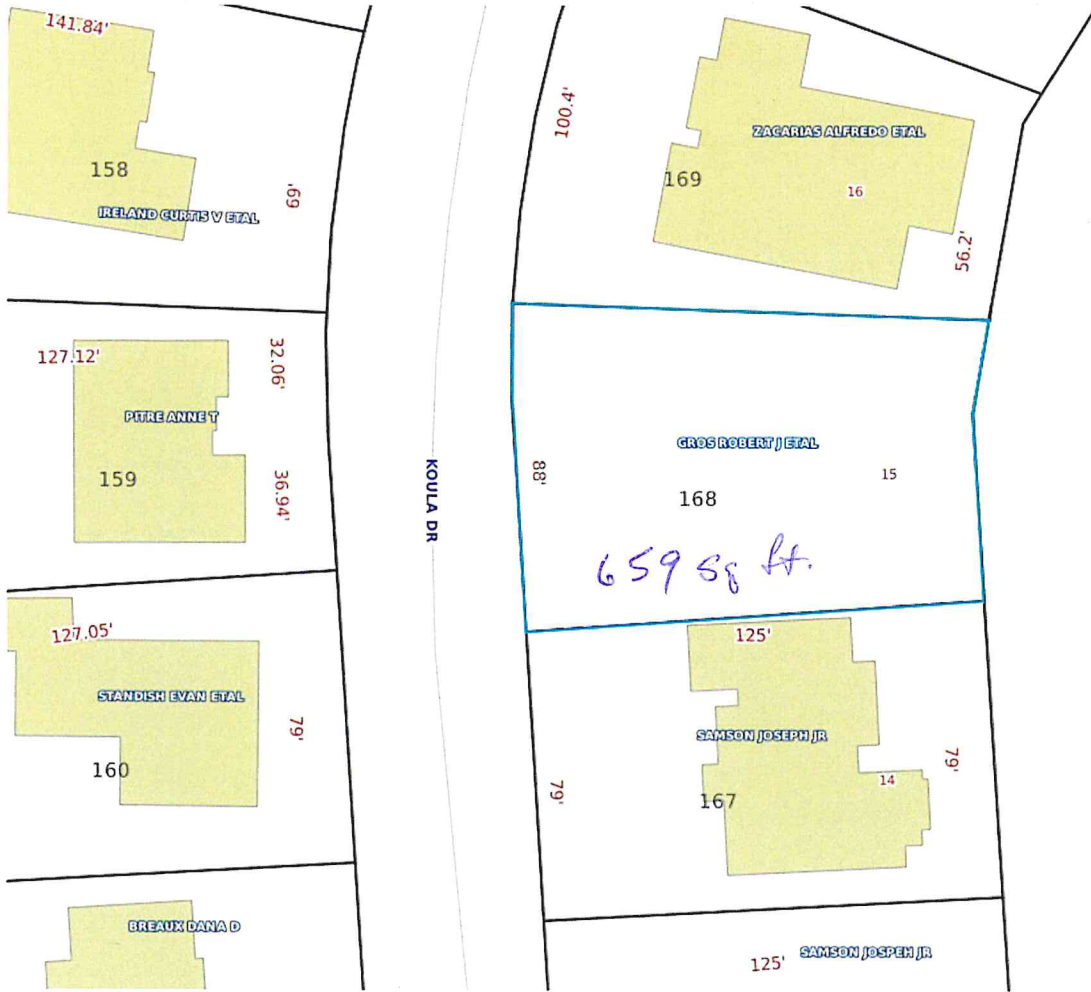 141.84'
158
IRELAND CURTIS V ETAL
69'
100.4'
ZACARIAS ALFREDO ETAL
169
16
56.2'
127.12'
32.06'
PITRE ANNE T
159
36.94'
KOULA DR
88'
GROS ROBERT J ETAL
15
168
659 sq ft.
127.05'
STANDISH EVAN ETAL
79'
160
125'
SAMSON JOSEPH JR
79'
14
79'
167
BREAUX DANA D
125'
SAMSON JOSPEH JR